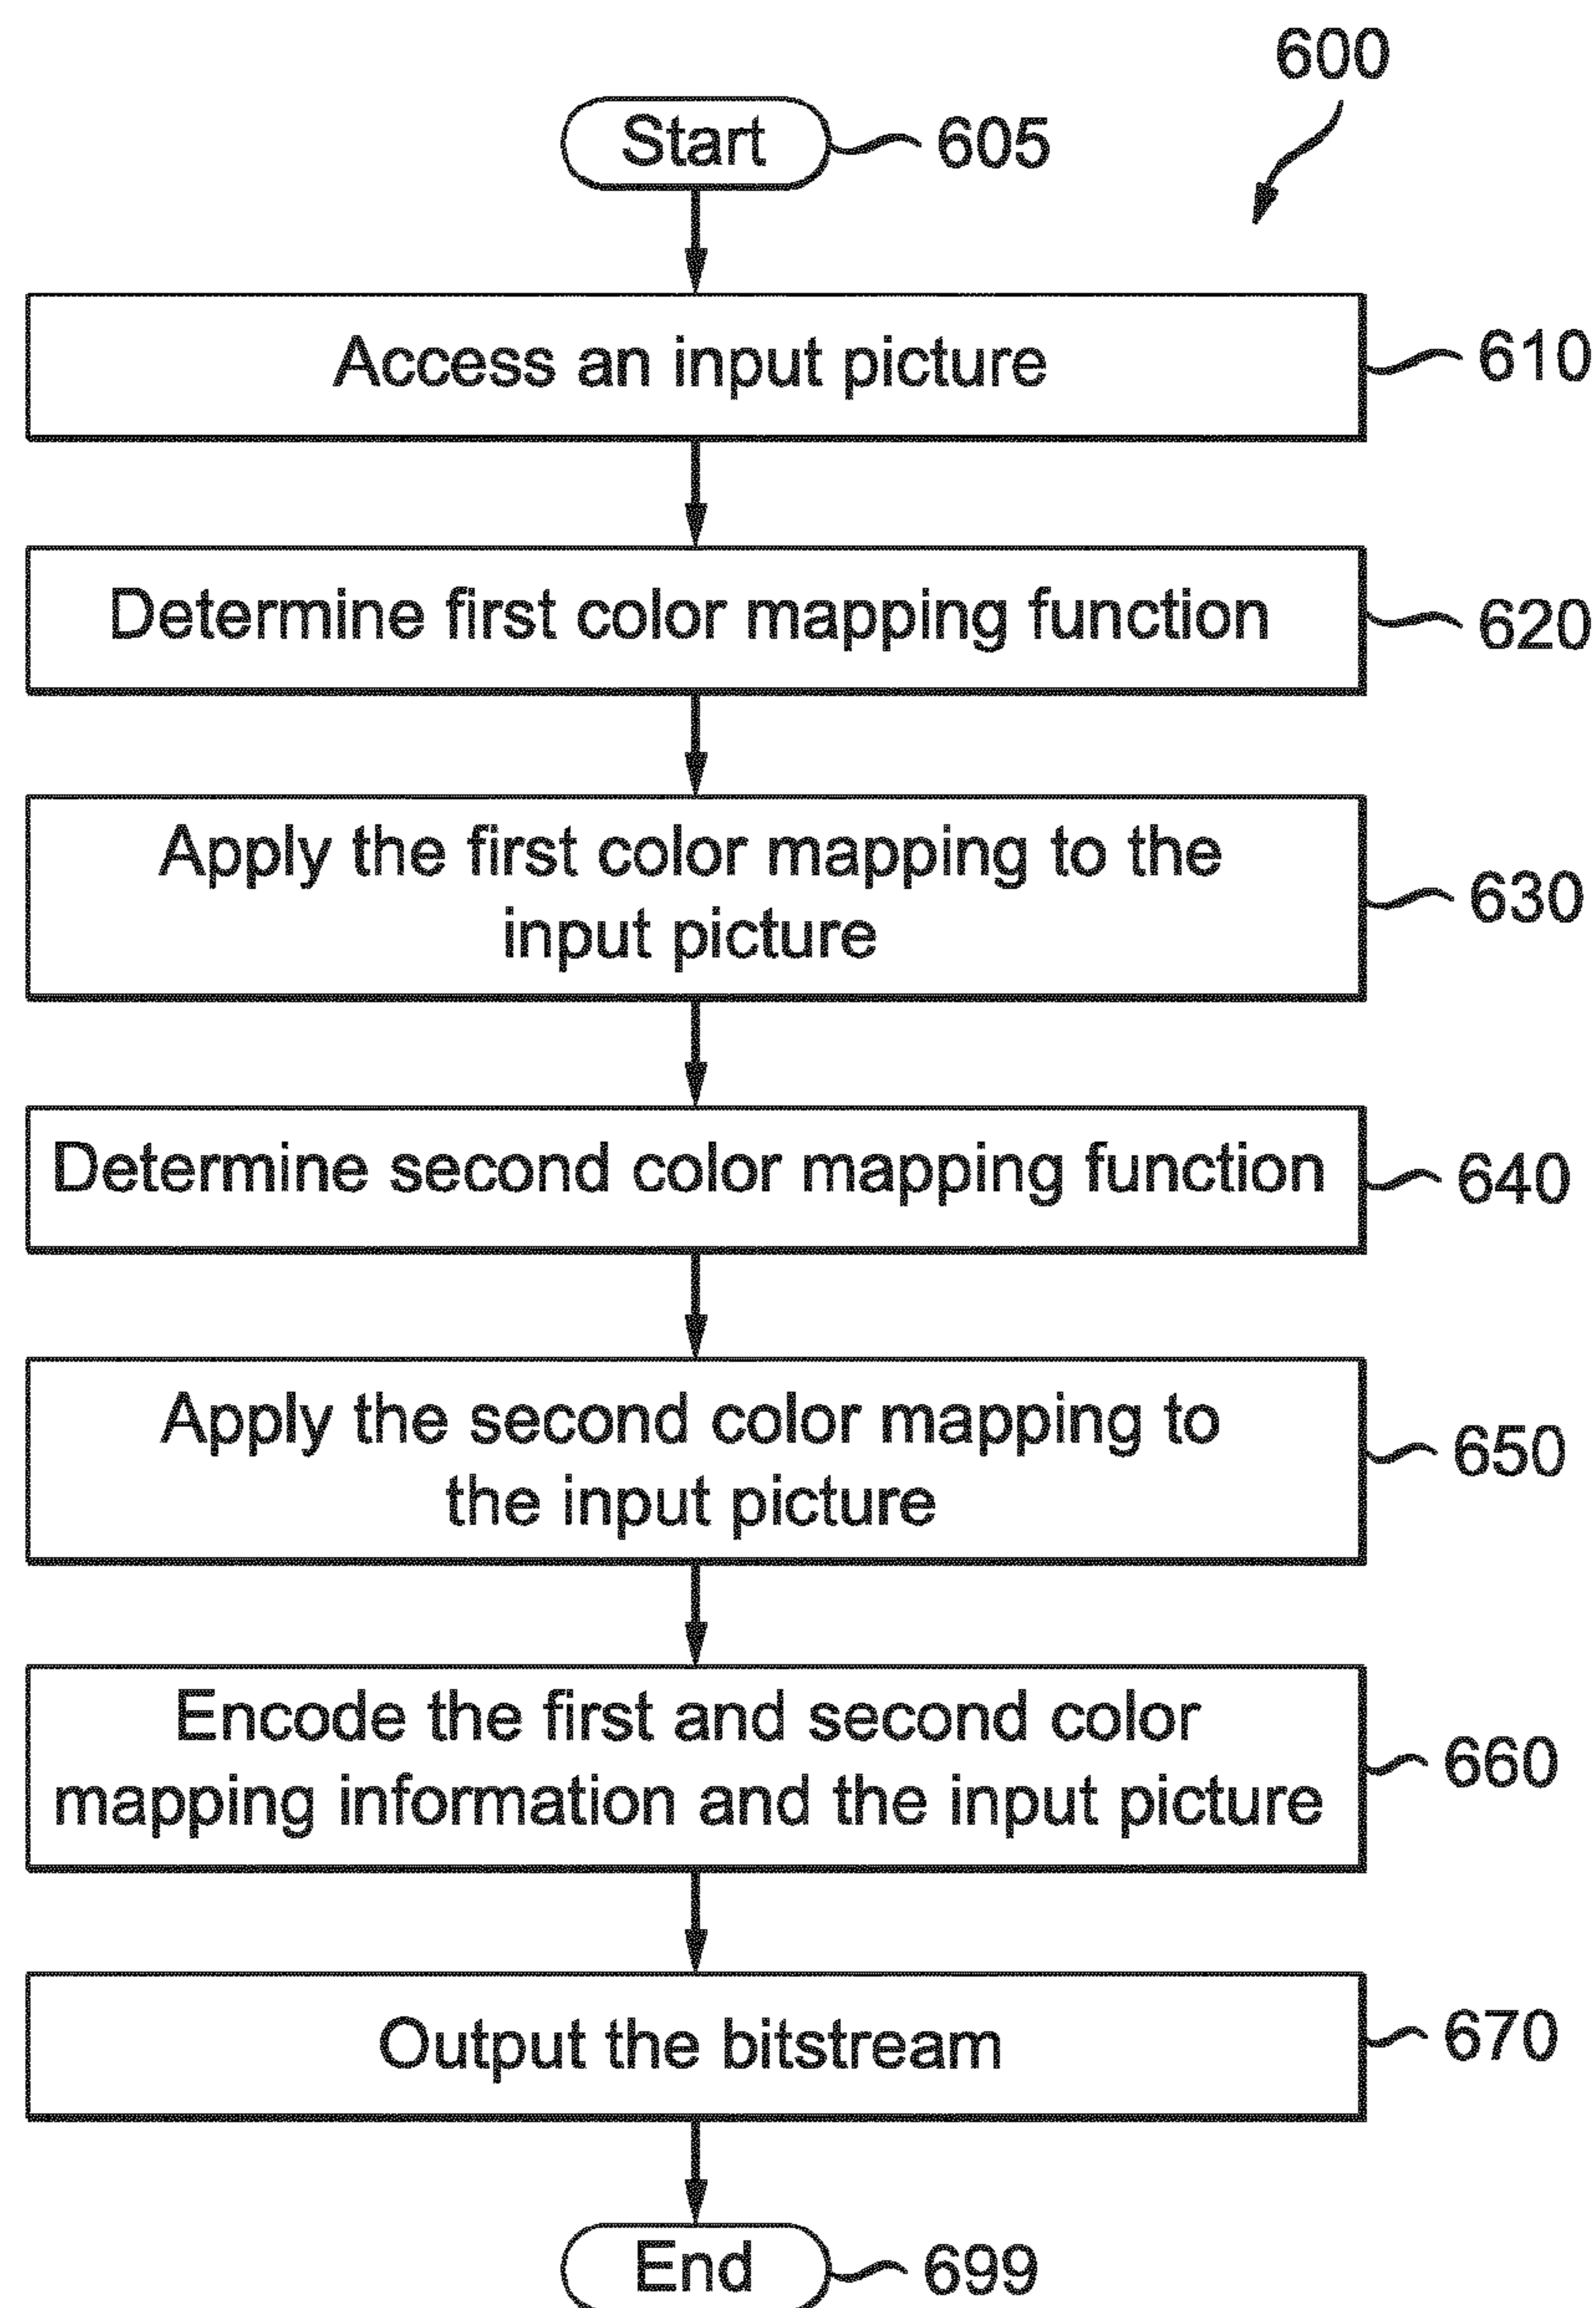 600
Start
605
Access an input picture
610
Determine first color mapping function
620
Apply the first color mapping to the
input picture
630
Determine second color mapping function
640
Apply the second color mapping to
the input picture
650
Encode the first and second color
mapping information and the input picture
660
Output the bitstream
670
End
699